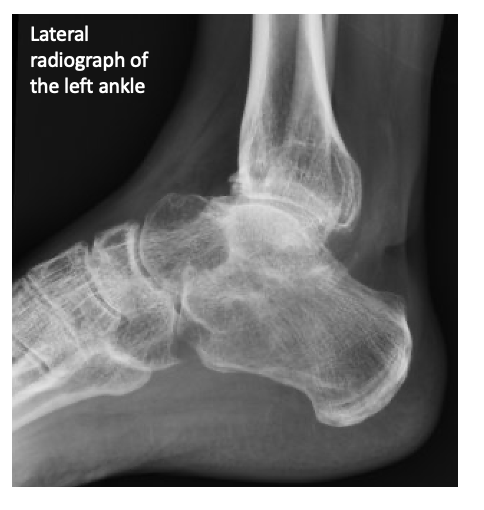 Lateral
radiograph of
the left ankle